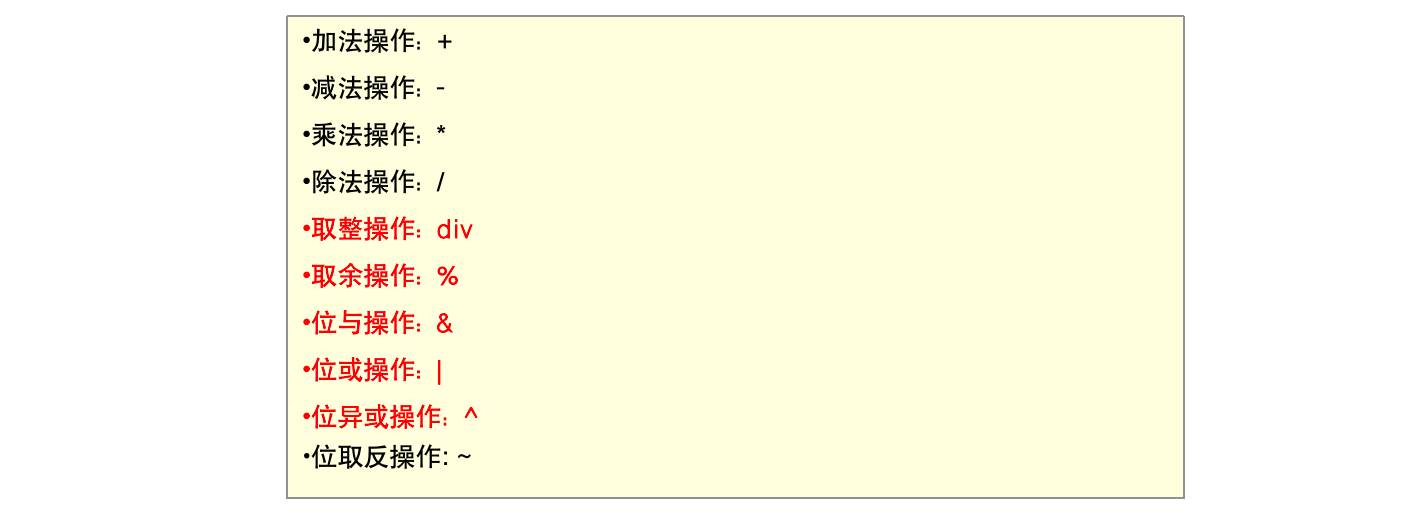 •加法操作：+
•减法操作：-
•乘法操作：*
•除法操作：/
•取整操作：div
•取余操作：%
•位与操作：&
•位或操作：|
•位异或操作：^
•位取反操作: ~